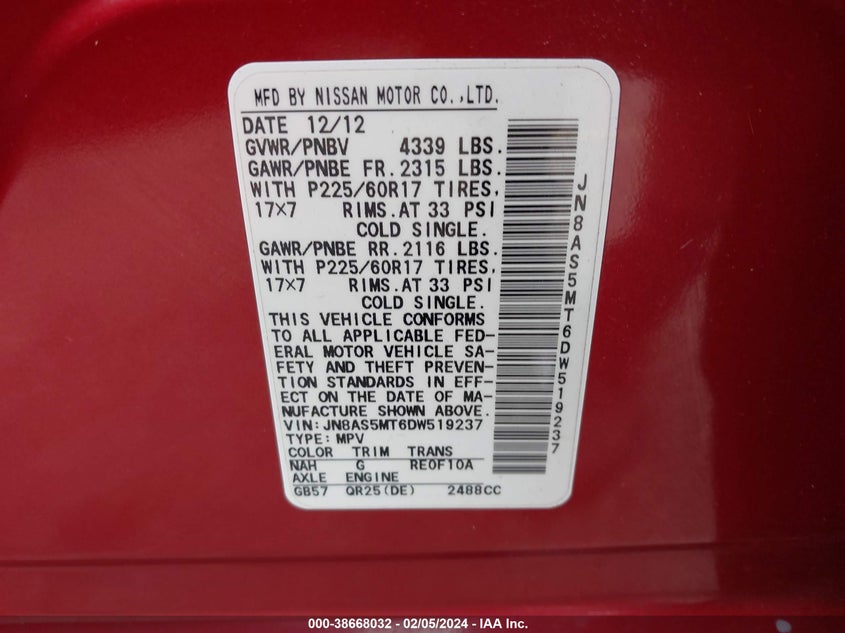 MFD BY NISSAN MOTOR CO.,LTD.
DATE 12/12
GVWR/PNBV 4339 LBS.
GAWR/PNBE FR.2315 LBS.
WITH P225/60R17 TIRES,
17×7 RIMS.AT 33 PSI
COLD SINGLE.
GAWR/PNBE RR.2116 LBS.
WITH P225/60R17 TIRES,
17×7 RIMS.AT 33 PSI
COLD SINGLE.
THIS VEHICLE CONFORMS
TO ALL APPLICABLE FED-
ERAL MOTOR VEHICLE SA-
FETY AND THEFT PREVEN-
TION STANDARDS IN EFF-
ECT ON THE DATE OF MA-
NUFACTURE SHOWN ABOVE.
VIN:JN8AS5MT6DW519237
TYPE:MPV
COLOR TRIM TRANS
NAH G RE0F10A
AXLE ENGINE
GB57 QR25(DE) 2488CC
JN8AS5MT6DW519237
000-38668032 - 02/05/2024 - IAA Inc.